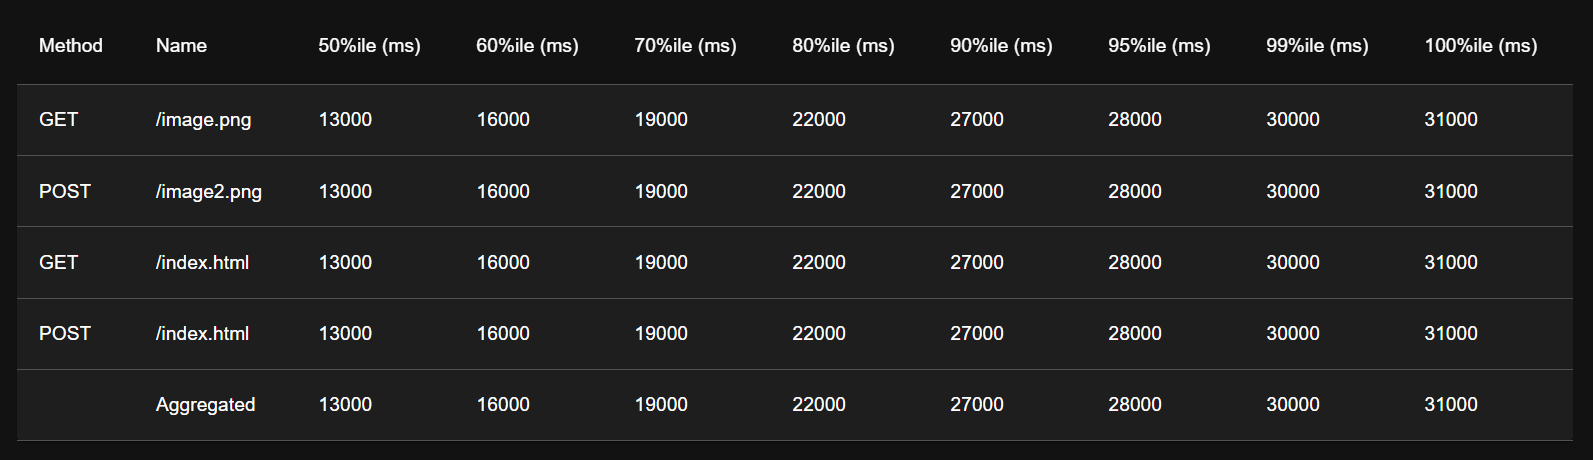 Method Name 50%ile (ms) 60%ile (ms) 70%ile (ms) 80%ile (ms) 90%ile (ms) 95%ile (ms) 99%ile (ms) 100%ile (ms)
GET /image.png 13000 16000 19000 22000 27000 28000 30000 31000
POST /image2.png 13000 16000 19000 22000 27000 28000 30000 31000
GET /index.html 13000 16000 19000 22000 27000 28000 30000 31000
POST /index.html 13000 16000 19000 22000 27000 28000 30000 31000
Aggregated 13000 16000 19000 22000 27000 28000 30000 31000